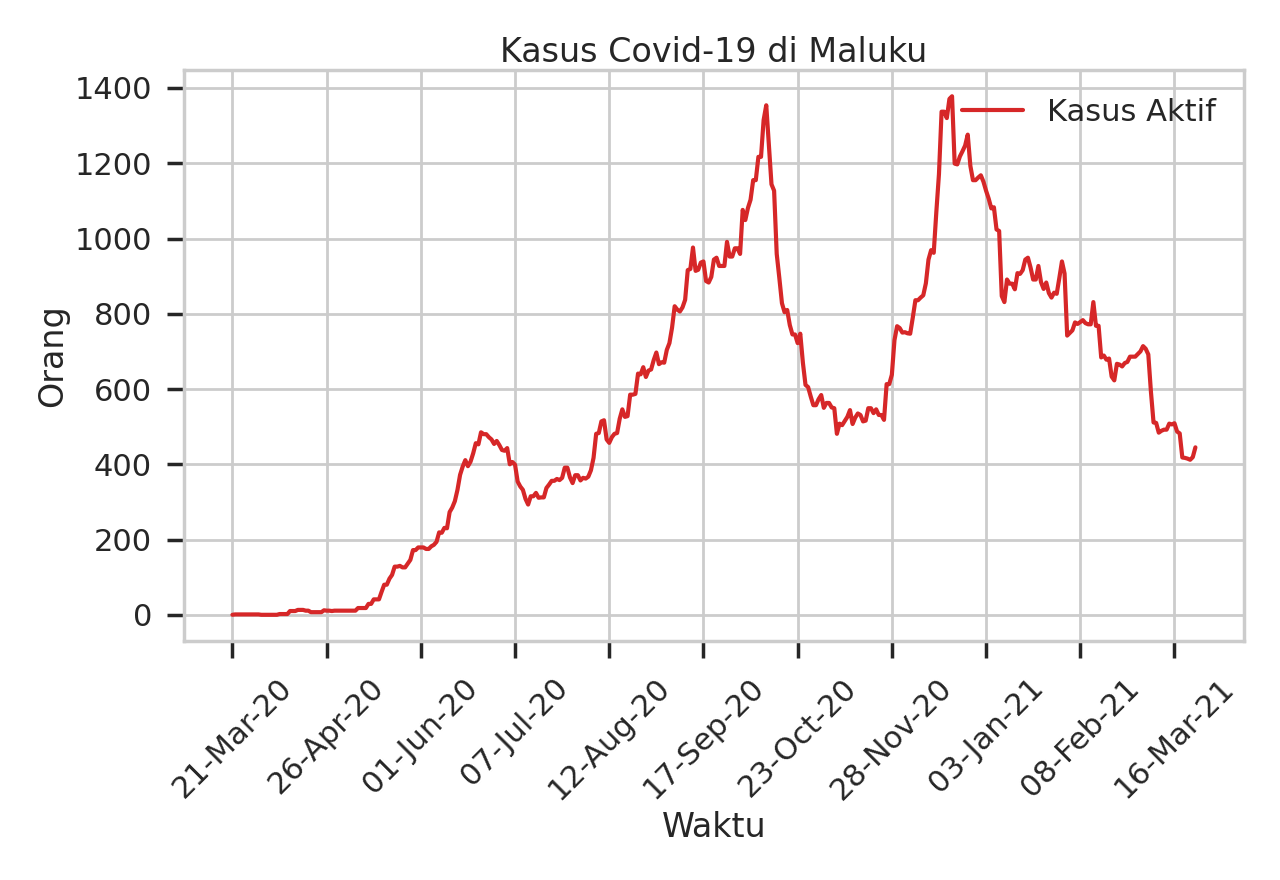 Kasus Covid-19 di Maluku
Kasus Aktif
Orang
1400
1200
1000
800
600
400
200
0
21-Mar-20
26-Apr-20
01-Jun-20
07-Jul-20
12-Aug-20
17-Sep-20
23-Oct-20
28-Nov-20
03-Jan-21
08-Feb-21
16-Mar-21
Waktu